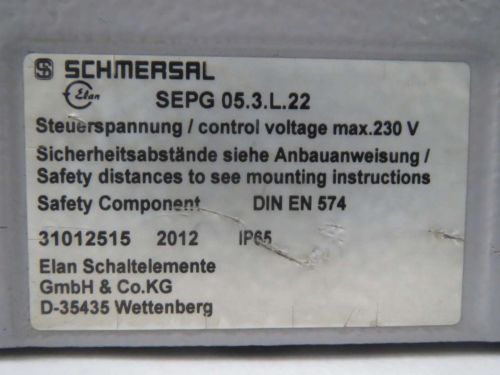 SCHMERSAL
Elan
SEPG 05.3.L.22
Steuerspannung / control voltage max.230 V
Sicherheitsabstände siehe Anbauanweisung /
Safety distances to see mounting instructions
Safety Component DIN EN 574
31012515 2012 IP65
Elan Schaltelemente
GmbH & Co.KG
D-35435 Wettenberg